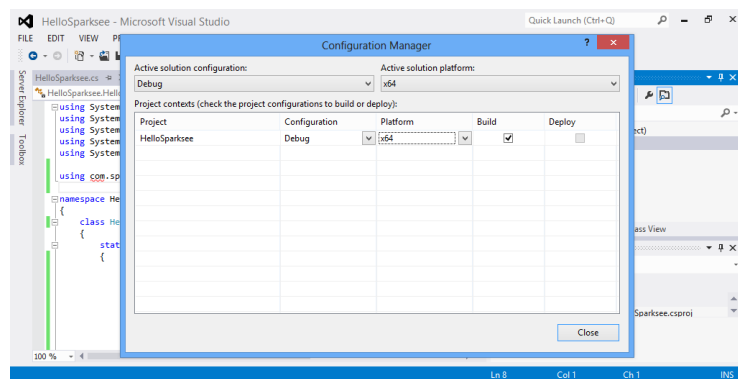 HelloSparksee - Microsoft Visual Studio
Quick Launch (Ctrl+Q)
FILE EDIT VIEW
Configuration Manager ? ×
Active solution configuration: Active solution platform:
Debug x64
Project contexts (check the project configurations to build or deploy):
Project Configuration Platform Build Deploy
HelloSparksee Debug x64
Close
Server Explorer
Toolbox
HelloSparksee.cs
HelloSparksee.Hell
using System
using System
using System
using System
using System
using com.sp
namespace He
{
class He
{
stat
{
100 %
ect)
ass View
Sparksee.csproj
Ln 8 Col 1 Ch 1 INS